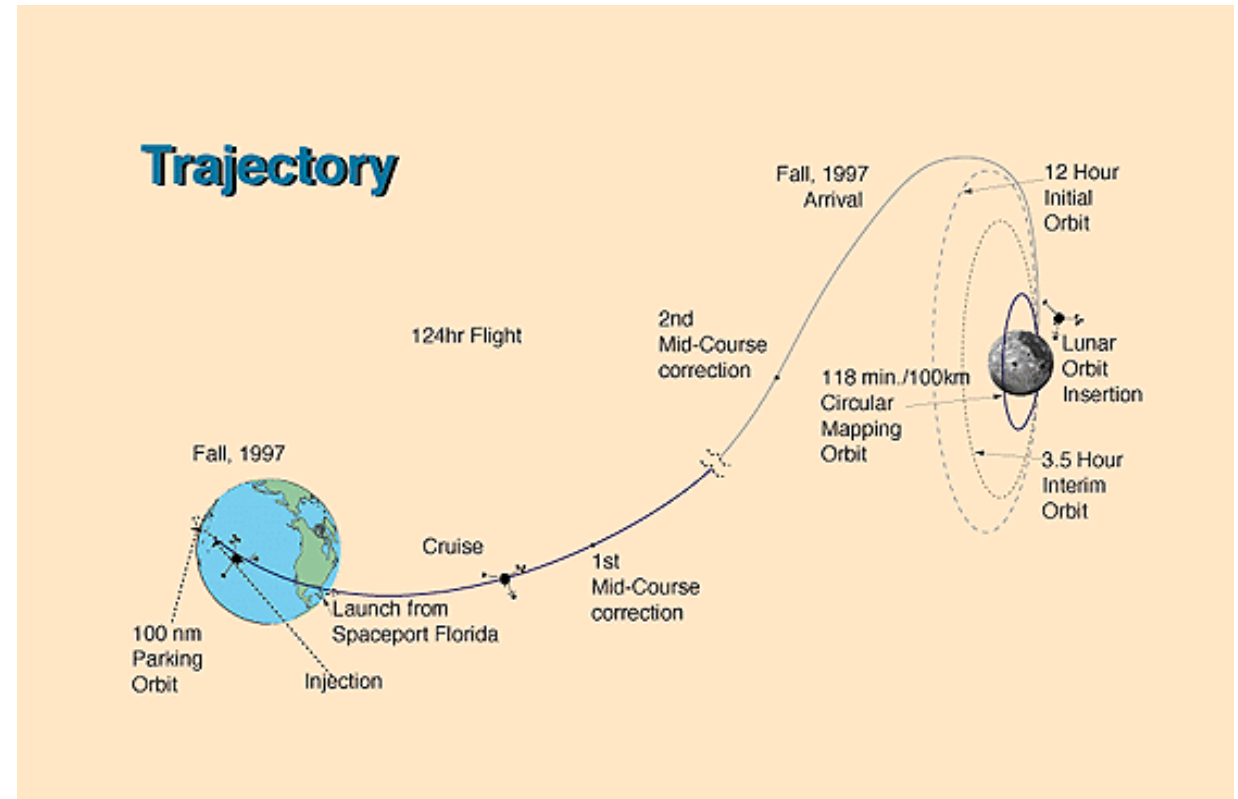 Trajectory
Fall, 1997
Arrival
12 Hour
Initial
Orbit
124hr Flight
2nd
Mid-Course
correction
118 min./100km
Circular
Mapping
Orbit
Lunar
Orbit
Insertion
3.5 Hour
Interim
Orbit
Fall, 1997
Cruise
1st
Mid-Course
correction
Launch from
Spaceport Florida
100 nm
Parking
Orbit
Injection